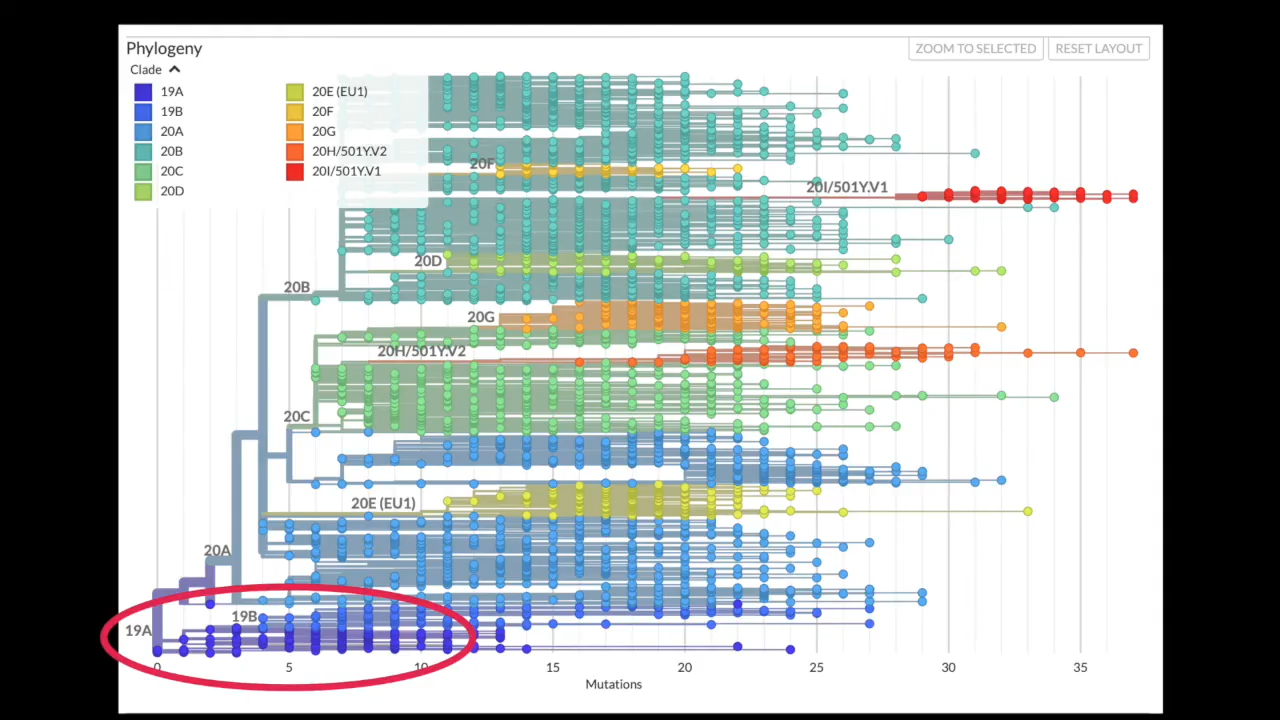 Phylogeny
ZOOM TO SELECTED
RESET LAYOUT
Clade
19A
19B
20A
20B
20C
20D
20E (EU1)
20F
20G
20H/501Y.V2
20I/501Y.V1
20F
20I/501Y.V1
20D
20B
20G
20H/501Y.V2
20C
20E (EU1)
20A
19B
19A
0 5 10 15 20 25 30 35
Mutations